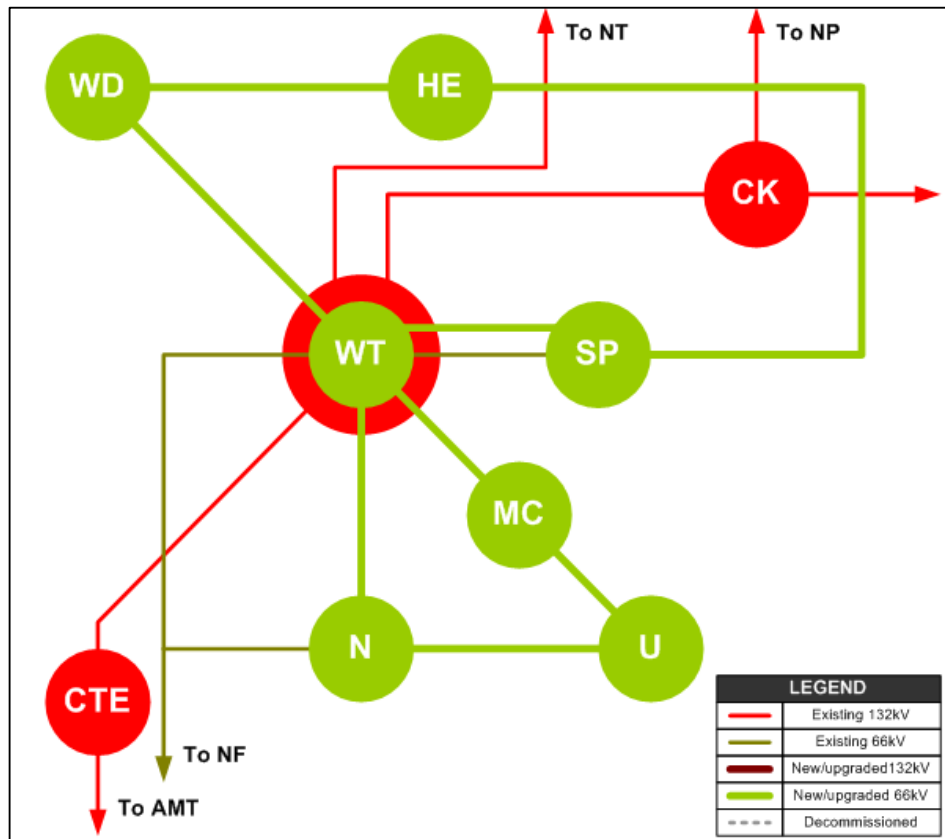 To NT
To NP
WD
HE
CK
WT
SP
MC
N
U
CTE
To NF
To AMT
LEGEND
Existing 132kV
Existing 66kV
New/upgraded132kV
New/upgraded 66kV
Decommissioned